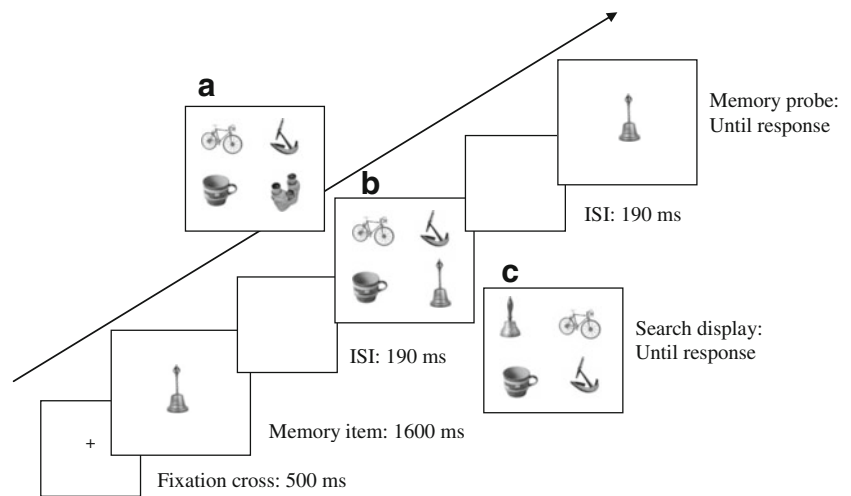 a
Memory probe:
Until response
b
ISI: 190 ms
c
Search display:
Until response
ISI: 190 ms
Memory item: 1600 ms
+
Fixation cross: 500 ms